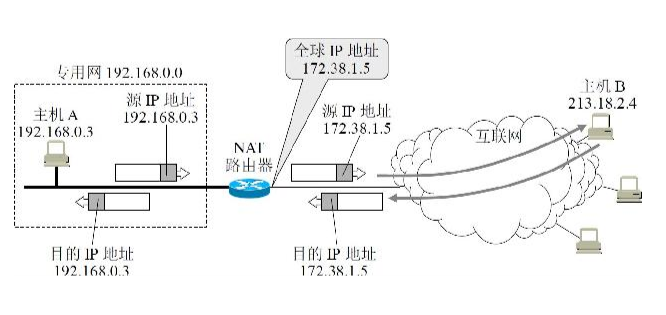 全球 IP 地址
172.38.1.5
专用网 192.168.0.0
主机 A
192.168.0.3
源 IP 地址
192.168.0.3
NAT
路由器
源 IP 地址
172.38.1.5
互联网
主机 B
213.18.2.4
目的 IP 地址
192.168.0.3
目的 IP 地址
172.38.1.5